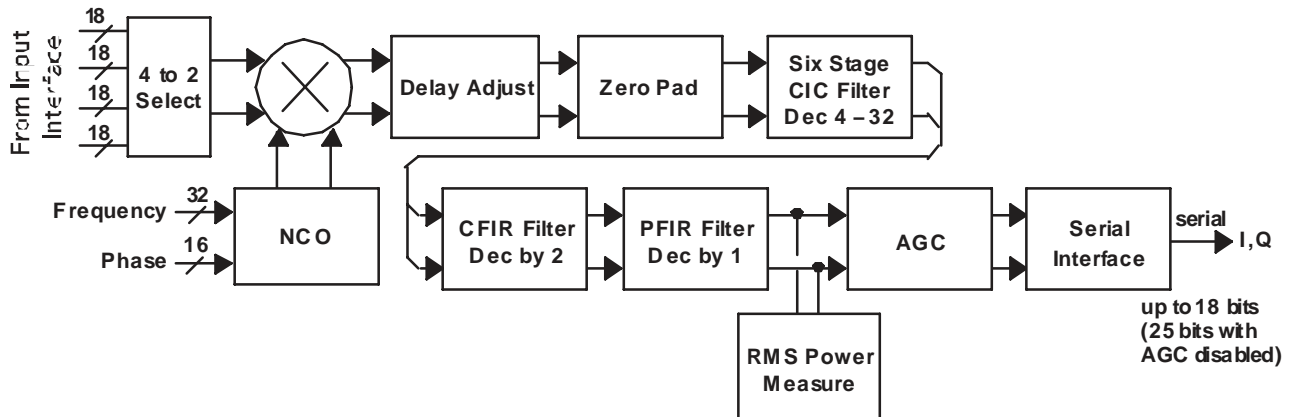 From Input
Interface
18
18
18
18
4 to 2
Select
Delay Adjust
Zero Pad
Six Stage
CIC Filter
Dec 4 – 32
Frequency
32
Phase
16
NCO
CFIR Filter
Dec by 2
PFIR Filter
Dec by 1
AGC
Serial
Interface
serial
I, Q
up to 18 bits
(25 bits with
AGC disabled)
RMS Power
Measure